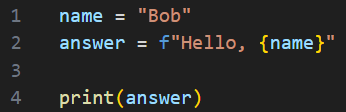 1 name = "Bob"
2 answer = f"Hello, {name}"
3
4 print(answer)